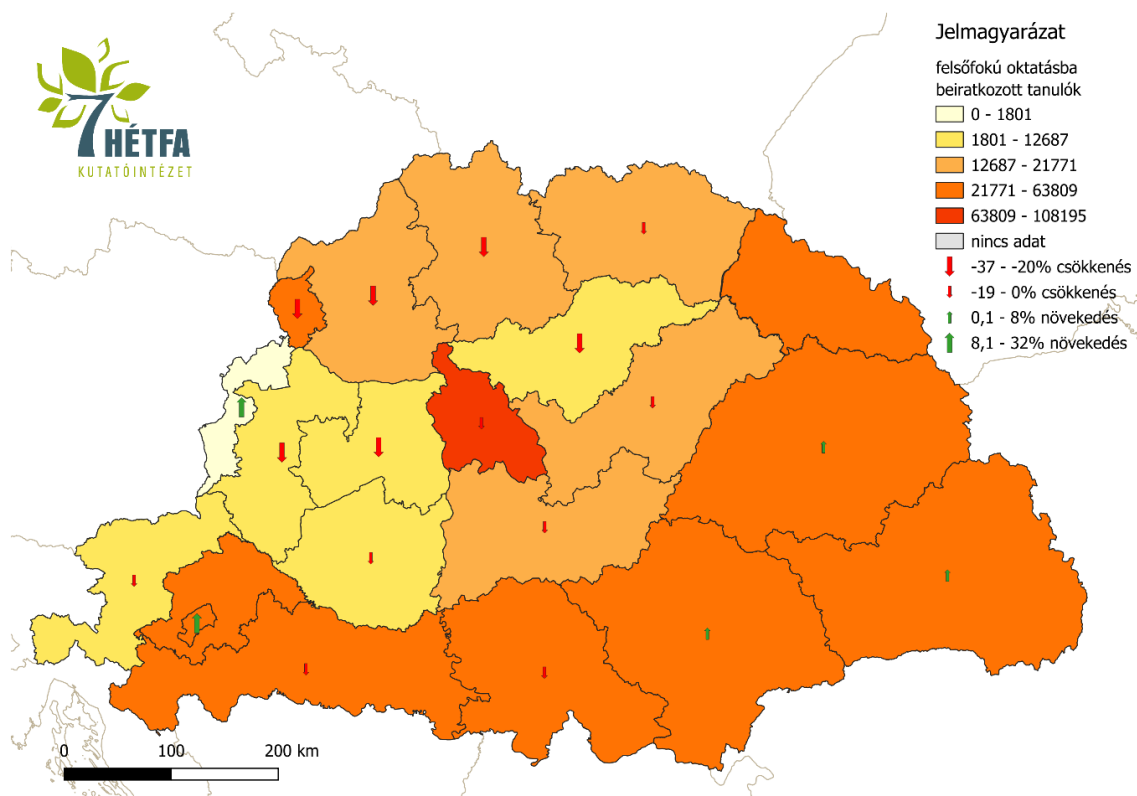 7 HÉTFA
KUTATÓINTÉZET
Jelmagyarázat
felsőfokú oktatásba
beiratkozott tanulók
0 - 1801
1801 - 12687
12687 - 21771
21771 - 63809
63809 - 108195
nincs adat
-37 - -20% csökkenés
-19 - 0% csökkenés
0,1 - 8% növekedés
8,1 - 32% növekedés
0 100 200 km